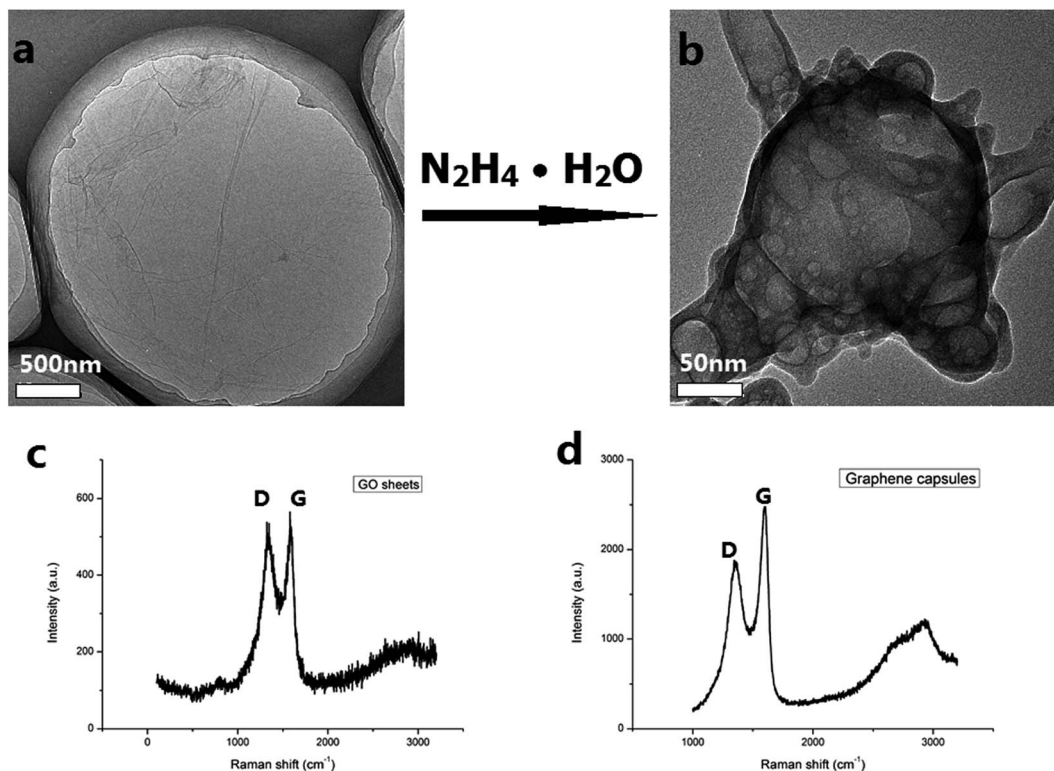 a
b
N₂H₄ • H₂O
500nm
50nm
c
d
GO sheets
D
G
Intensity (a.u.)
600
400
200
0
0
1000
2000
3000
Raman shift (cm⁻¹)
Graphene capsules
D
G
Intensity (a.u.)
3000
2000
1000
0
1000
2000
3000
Raman shift (cm⁻¹)